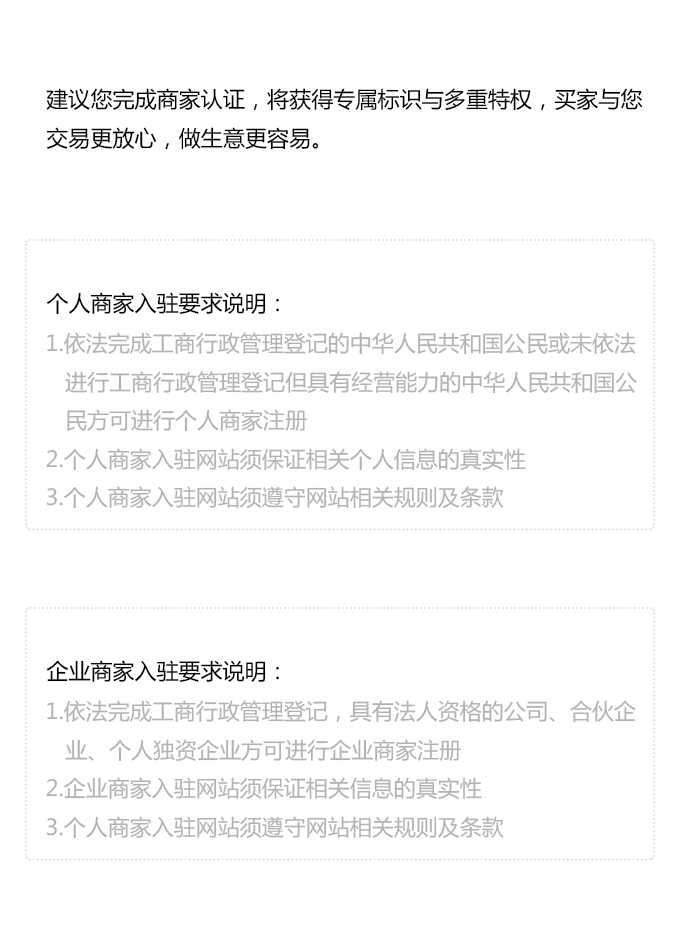 建议您完成商家认证，将获得专属标识与多重特权，买家与您
交易更放心，做生意更容易。
个人商家入驻要求说明：
1.依法完成工商行政管理登记的中华人民共和国公民或未依法
进行工商行政管理登记但具有经营能力的中华人民共和国公
民方可进行个人商家注册
2.个人商家入驻网站须保证相关个人信息的真实性
3.个人商家入驻网站须遵守网站相关规则及条款
企业商家入驻要求说明：
1.依法完成工商行政管理登记，具有法人资格的公司、合伙企
业、个人独资企业方可进行企业商家注册
2.企业商家入驻网站须保证相关信息的真实性
3.个人商家入驻网站须遵守网站相关规则及条款